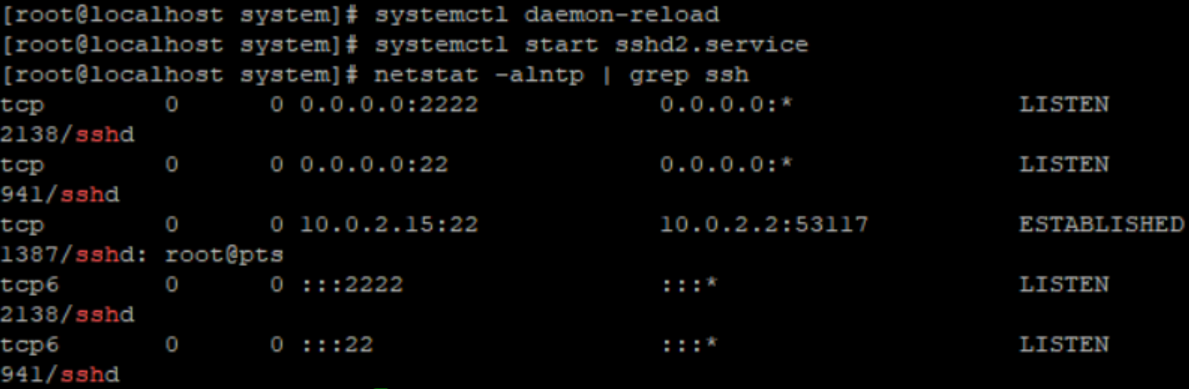 [root@localhost system]# systemctl daemon-reload
[root@localhost system]# systemctl start sshd2.service
[root@localhost system]# netstat -alntp | grep ssh
tcp        0      0 0.0.0.0:2222            0.0.0.0:*               LISTEN
2138/sshd
tcp        0      0 0.0.0.0:22              0.0.0.0:*               LISTEN
941/sshd
tcp        0      0 10.0.2.15:22            10.0.2.2:53117          ESTABLISHED
1387/sshd: root@pts
tcp6       0      0 :::2222                 :::*                    LISTEN
2138/sshd
tcp6       0      0 :::22                   :::*                    LISTEN
941/sshd